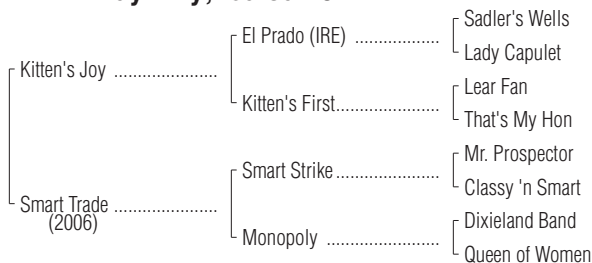 El Prado (IRE) ....................
Sadler's Wells
Lady Capulet
Kitten's Joy ......................
Kitten's First......................
Lear Fan
That's My Hon
Smart Trade ......................
(2006)
Smart Strike ......................
Mr. Prospector
Classy 'n Smart
Monopoly ........................
Dixieland Band
Queen of Women